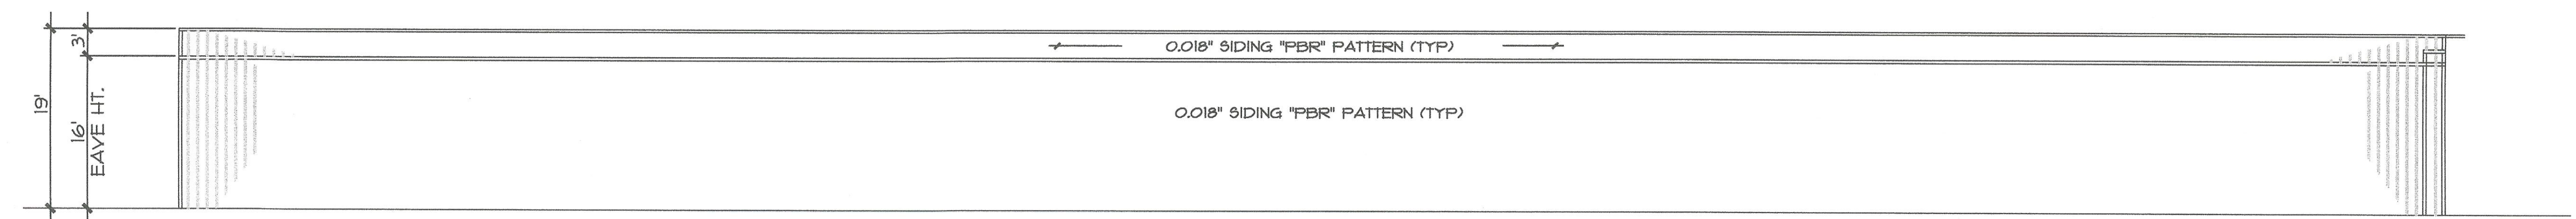 3'
0.018" SIDING "PBR" PATTERN (TYP)
19'
16'
EAVE HT.
0.018" SIDING "PBR" PATTERN (TYP)